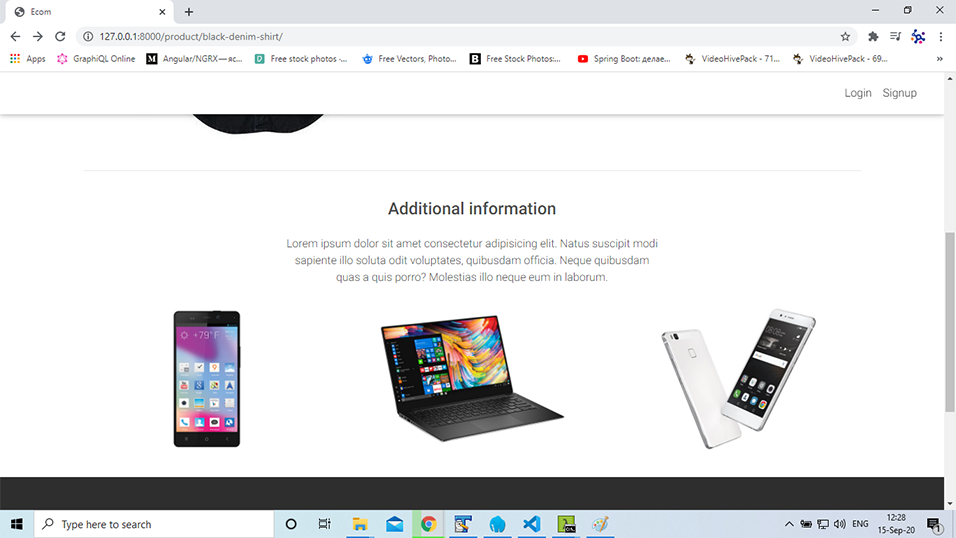 Ecom
127.0.0.1:8000/product/black-denim-shirt/
Apps GraphiQL Online Angular/NGRX — яс... Free stock photos -... Free Vectors, Photo... Free Stock Photos:... Spring Boot: делае... VideoHivePack - 71... VideoHivePack - 69... »
Login Signup
Additional information
Lorem ipsum dolor sit amet consectetur adipisicing elit. Natus suscipit modi
sapiente illo soluta odit voluptates, quibusdam officia. Neque quibusdam
quas a quis porro? Molestias illo neque eum in laborum.
+79° F
Type here to search
ENG
12:28
15-Sep-20
1